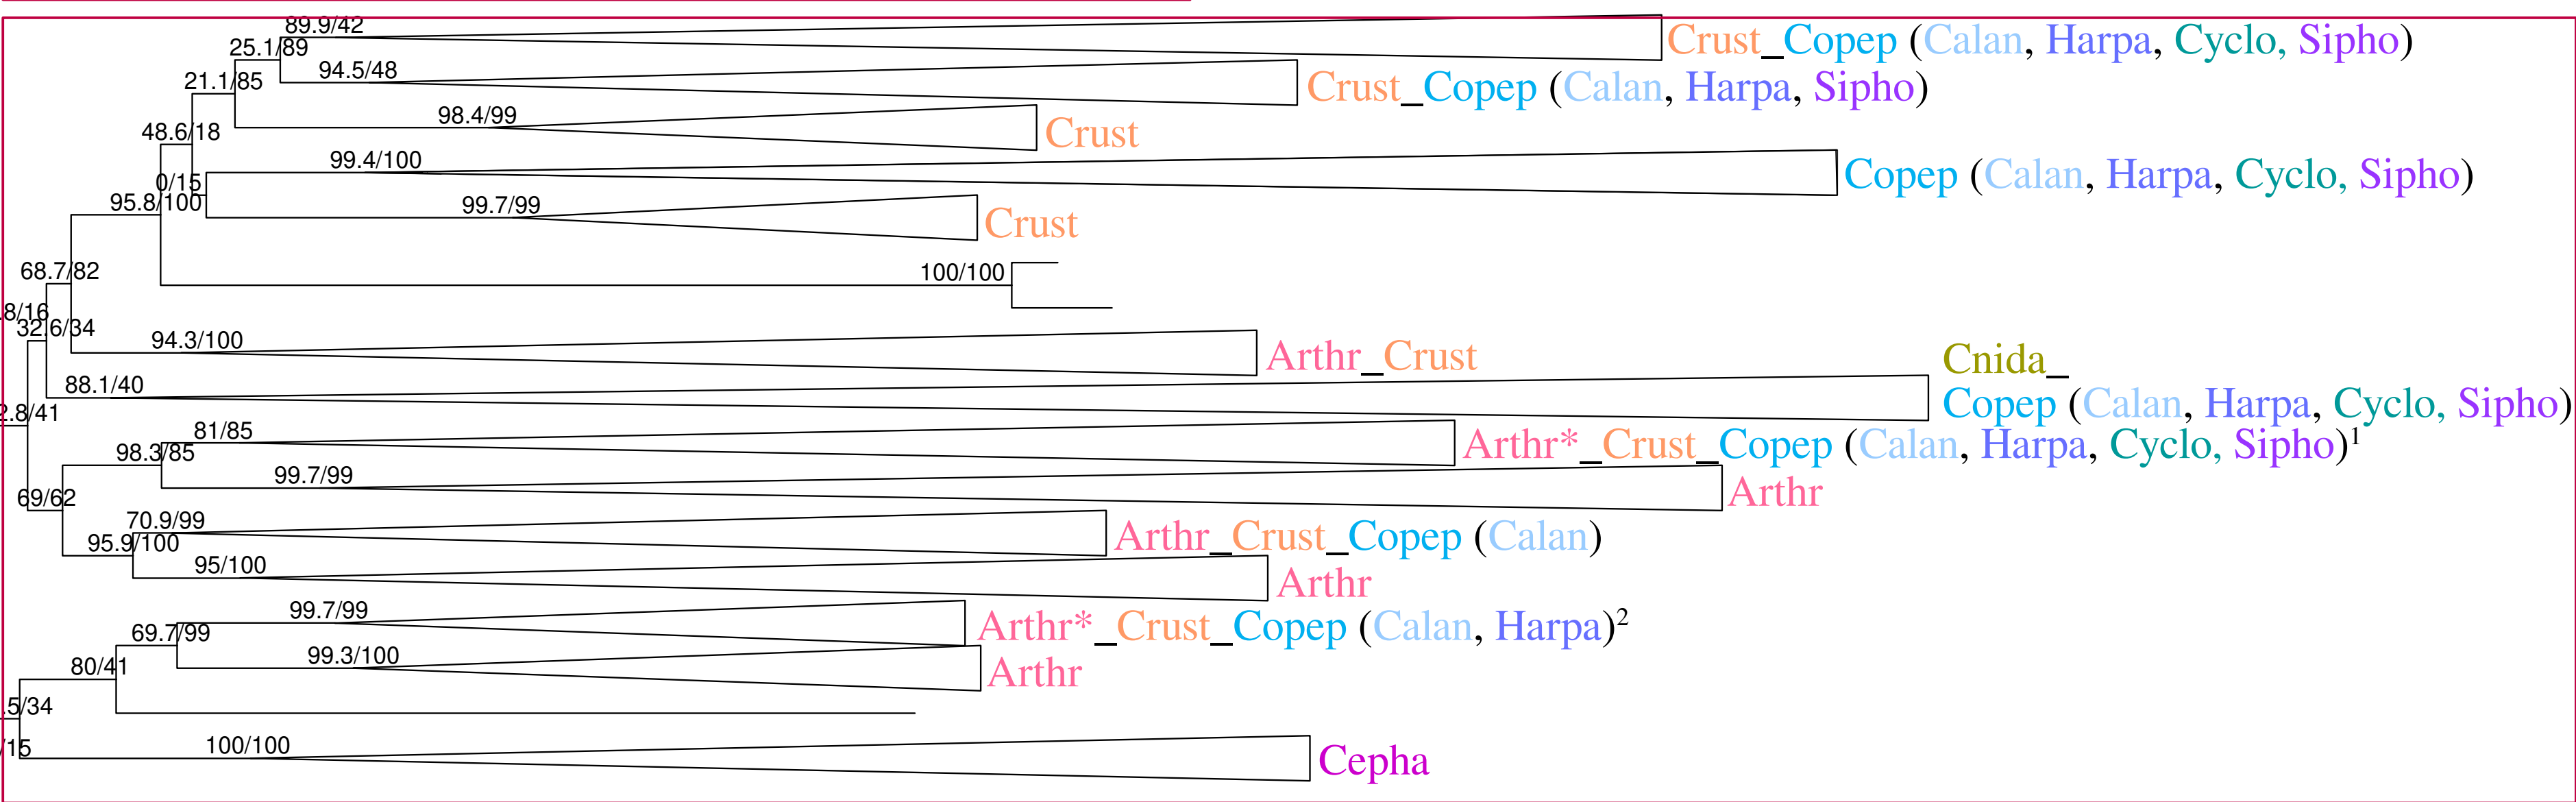 89.9/42
Crust_Copep (Calan, Harpa, Cyclo, Sipho)
25.1/89
94.5/48
21.1/85
Crust_Copep (Calan, Harpa, Sipho)
98.4/99
48.6/18
Crust
99.4/100
0/15
Copep (Calan, Harpa, Cyclo, Sipho)
95.8/100
99.7/99
Crust
68.7/82
100/100
.8/16
32.6/34
94.3/100
Arthr_Crust
Cnida_
88.1/40
Copep (Calan, Harpa, Cyclo, Sipho)
2.8/41
81/85
Arthr*_Crust_Copep (Calan, Harpa, Cyclo, Sipho)1
98.3/85
99.7/99
Arthr
69/62
70.9/99
Arthr_Crust_Copep (Calan)
95.9/100
95/100
Arthr
99.7/99
Arthr*_Crust_Copep (Calan, Harpa)2
69.7/99
99.3/100
80/41
Arthr
.5/34
/15
100/100
Cepha